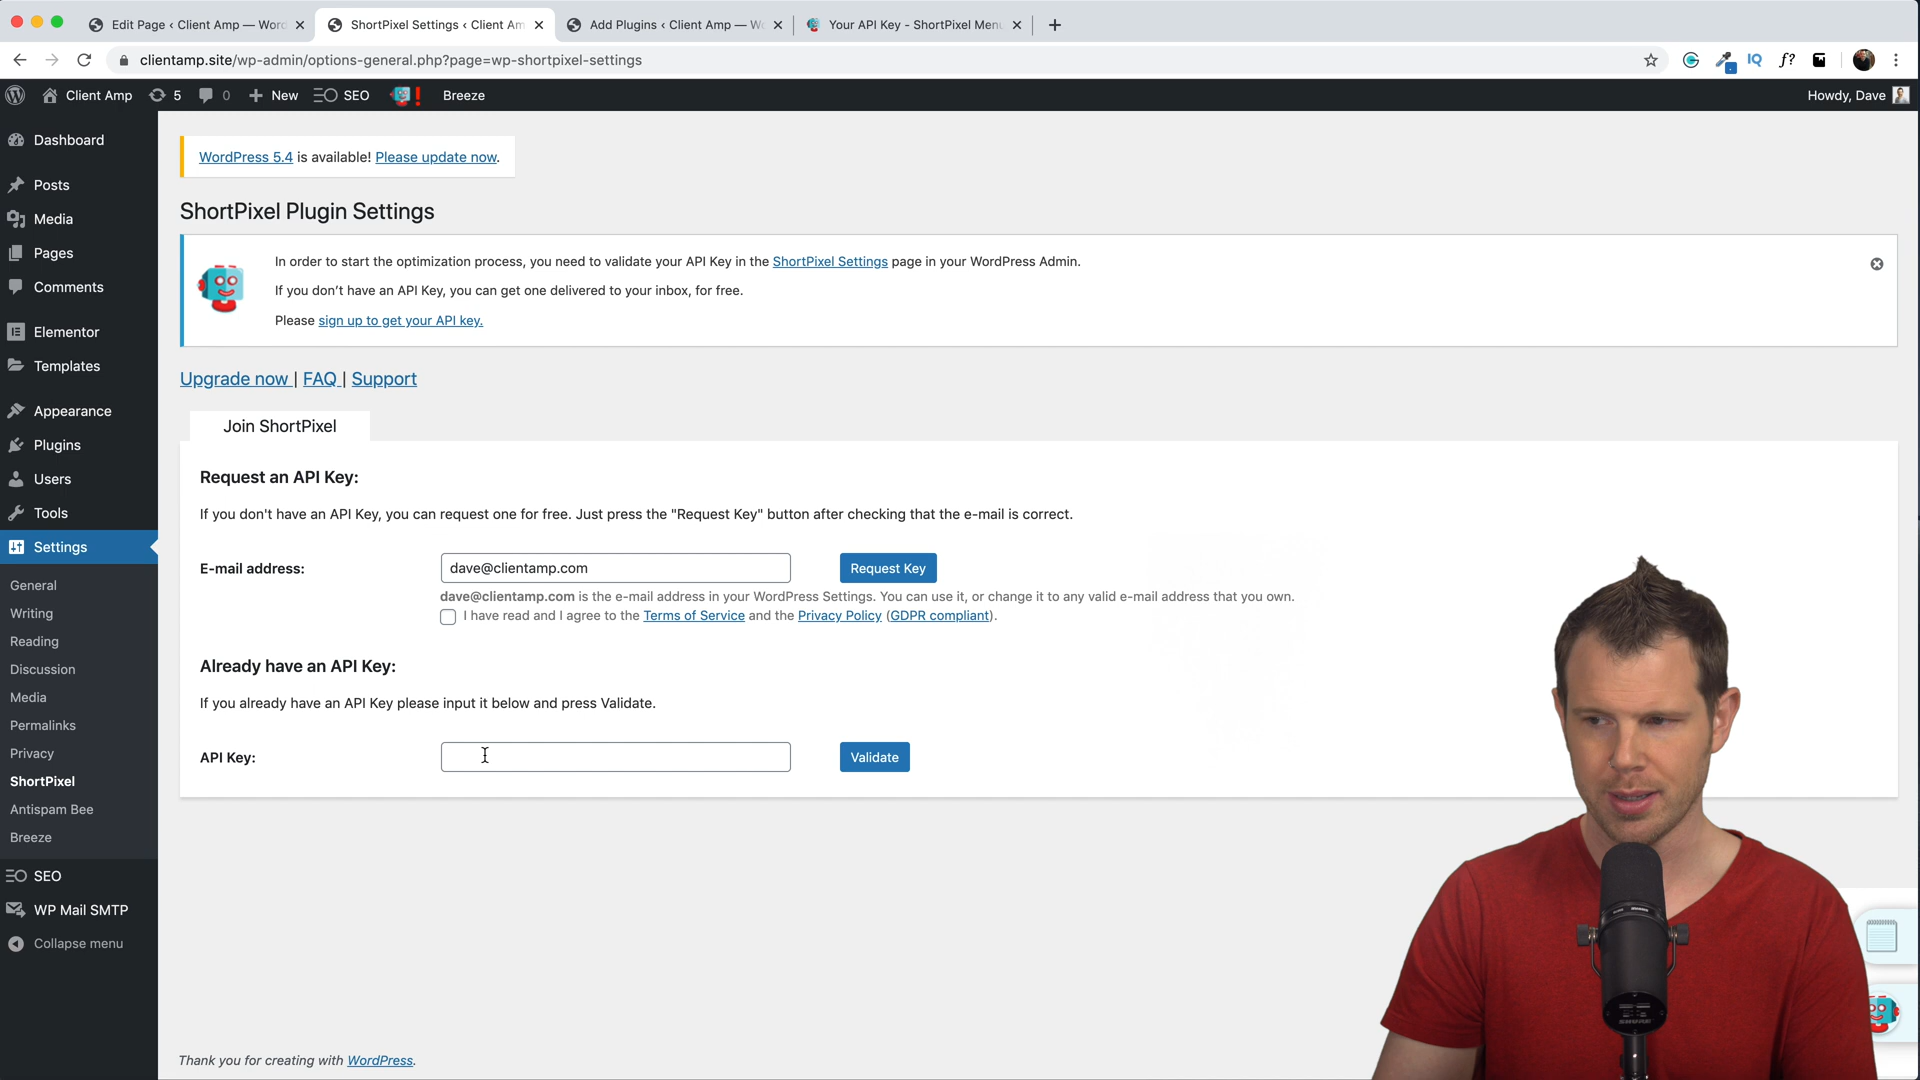 Edit Page ‹ Client Amp — Word
ShortPixel Settings ‹ Client Am
Add Plugins ‹ Client Amp — Wo
Your API Key - ShortPixel Menu
clientamp.site/wp-admin/options-general.php?page=wp-shortpixel-settings
IQ
f?
Client Amp
5
0
New
SEO
!
Breeze
Howdy, Dave
Dashboard
Posts
Media
Pages
Comments
Elementor
Templates
Appearance
Plugins
Users
Tools
Settings
General
Writing
Reading
Discussion
Media
Permalinks
Privacy
ShortPixel
Antispam Bee
Breeze
SEO
WP Mail SMTP
Collapse menu
WordPress 5.4 is available! Please update now.
ShortPixel Plugin Settings
In order to start the optimization process, you need to validate your API Key in the ShortPixel Settings page in your WordPress Admin.
If you don't have an API Key, you can get one delivered to your inbox, for free.
Please sign up to get your API key.
Upgrade now | FAQ | Support
Join ShortPixel
Request an API Key:
If you don't have an API Key, you can request one for free. Just press the "Request Key" button after checking that the e-mail is correct.
E-mail address:
dave@clientamp.com
Request Key
dave@clientamp.com is the e-mail address in your WordPress Settings. You can use it, or change it to any valid e-mail address that you own.
I have read and I agree to the Terms of Service and the Privacy Policy (GDPR compliant).
Already have an API Key:
If you already have an API Key please input it below and press Validate.
API Key:
Validate
SHURE
Thank you for creating with WordPress.